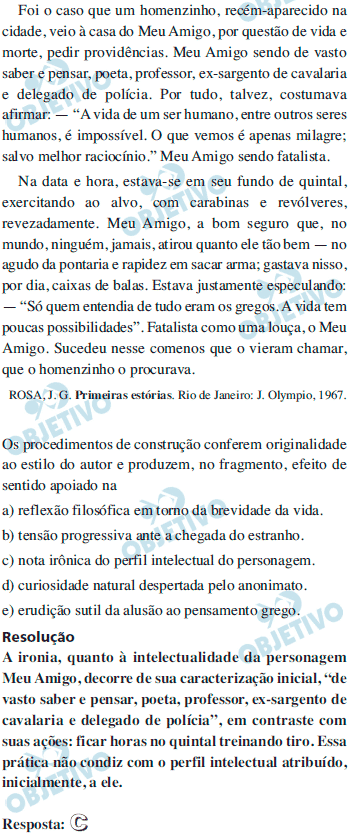 Foi o caso que um homenzinho, recém-aparecido na
cidade, veio à casa do Meu Amigo, por questão de vida e
morte, pedir providências. Meu Amigo sendo de vasto
saber e pensar, poeta, professor, ex-sargento de cavalaria
e delegado de polícia. Por tudo, talvez, costumava
afirmar: — “A vida de um ser humano, entre outros seres
humanos, é impossível. O que vemos é apenas milagre;
salvo melhor raciocínio.” Meu Amigo sendo fatalista.
Na data e hora, estava-se em seu fundo de quintal,
exercitando ao alvo, com carabinas e revólveres,
revezadamente. Meu Amigo, a bom seguro que, no
mundo, ninguém, jamais, atirou quanto ele tão bem — no
agudo da pontaria e rapidez em sacar arma; gastava nisso,
por dia, caixas de balas. Estava justamente especulando:
— “Só quem entendia de tudo eram os gregos. A vida tem
poucas possibilidades”. Fatalista como uma louça, o Meu
Amigo. Sucedeu nesse comenos que o vieram chamar,
que o homenzinho o procurava.
ROSA, J. G. Primeiras estórias. Rio de Janeiro: J. Olympio, 1967.
Os procedimentos de construção conferem originalidade
ao estilo do autor e produzem, no fragmento, efeito de
sentido apoiado na
a) reflexão filosófica em torno da brevidade da vida.
b) tensão progressiva ante a chegada do estranho.
c) nota irônica do perfil intelectual do personagem.
d) curiosidade natural despertada pelo anonimato.
e) erudição sutil da alusão ao pensamento grego.
Resolução
A ironia, quanto à intelectualidade da personagem
Meu Amigo, decorre de sua caracterização inicial, “de
vasto saber e pensar, poeta, professor, ex-sargento de
cavalaria e delegado de polícia”, em contraste com
suas ações: ficar horas no quintal treinando tiro. Essa
prática não condiz com o perfil intelectual atribuído,
inicialmente, a ele.
Resposta: C
OBJETIVO
OBJETIVO
OBJETIVO
OBJETIVO
OBJETIVO
OBJETIVO
OBJETIVO
OBJETIVO
OBJETIVO